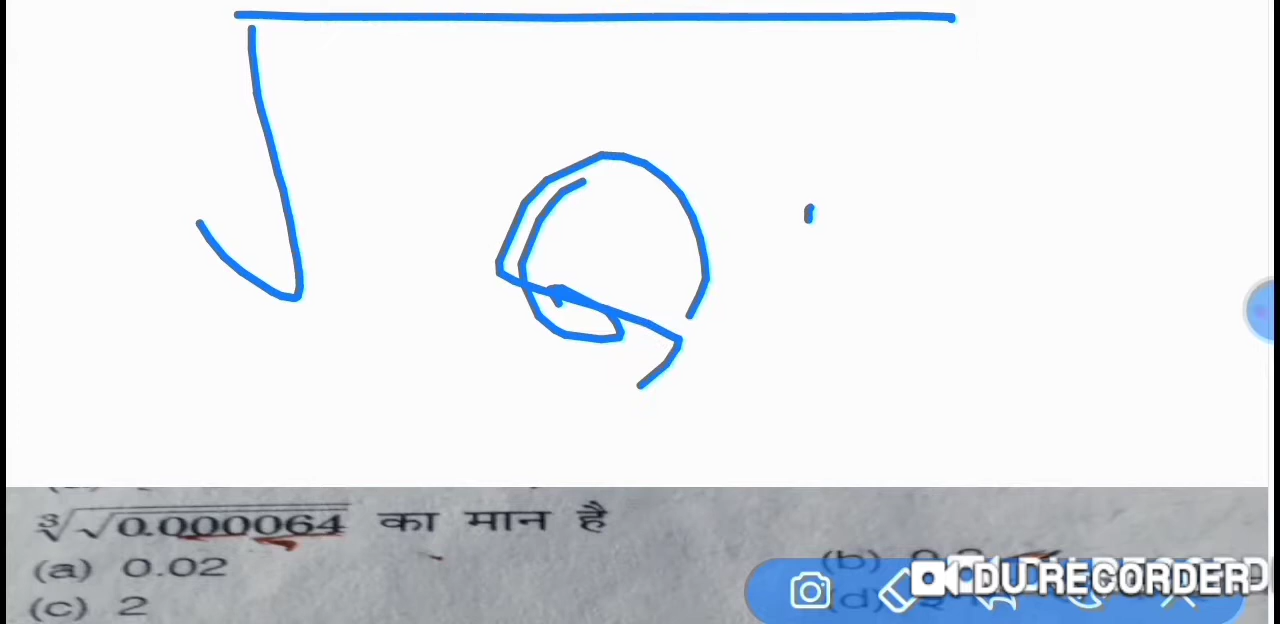 ∛√0.000064 का मान है
(a) 0.02
(b)
(c) 2
(d)
DU RECORDER